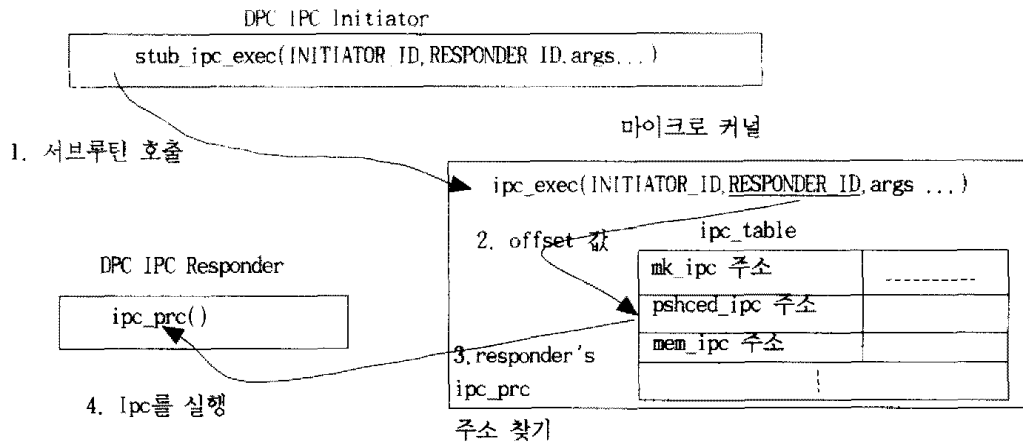 DPC IPC Initiator
stub_ipc_exec(INITIATOR_ID,RESPONDER ID.args...)
마이크로 커널
1. 서브루틴 호출
ipc_exec(INITIATOR_ID,RESPONDER_ID,args ...)
2. offset 값
ipc_table
DPC IPC Responder
mk_ipc 주소
ipc_prc()
pshced_ipc 주소
mem_ipc 주소
3.responder's
ipc_prc
4. Ipc를 실행
주소 찾기